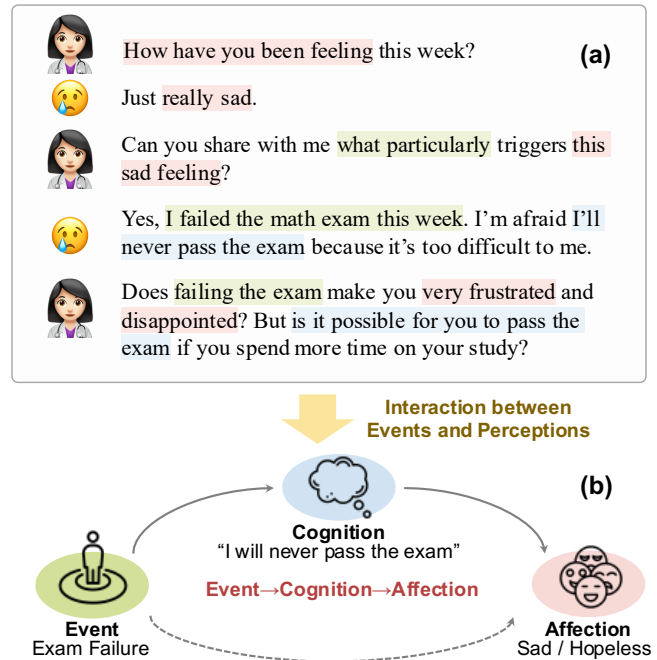 (a)
How have you been feeling this week?
Just really sad.
Can you share with me what particularly triggers this
sad feeling?
Yes, I failed the math exam this week. I’m afraid I’ll
never pass the exam because it’s too difficult to me.
Does failing the exam make you very frustrated and
disappointed? But is it possible for you to pass the
exam if you spend more time on your study?
Interaction between
Events and Perceptions
(b)
Cognition
“I will never pass the exam”
Event→Cognition→Affection
Event
Exam Failure
Affection
Sad / Hopeless